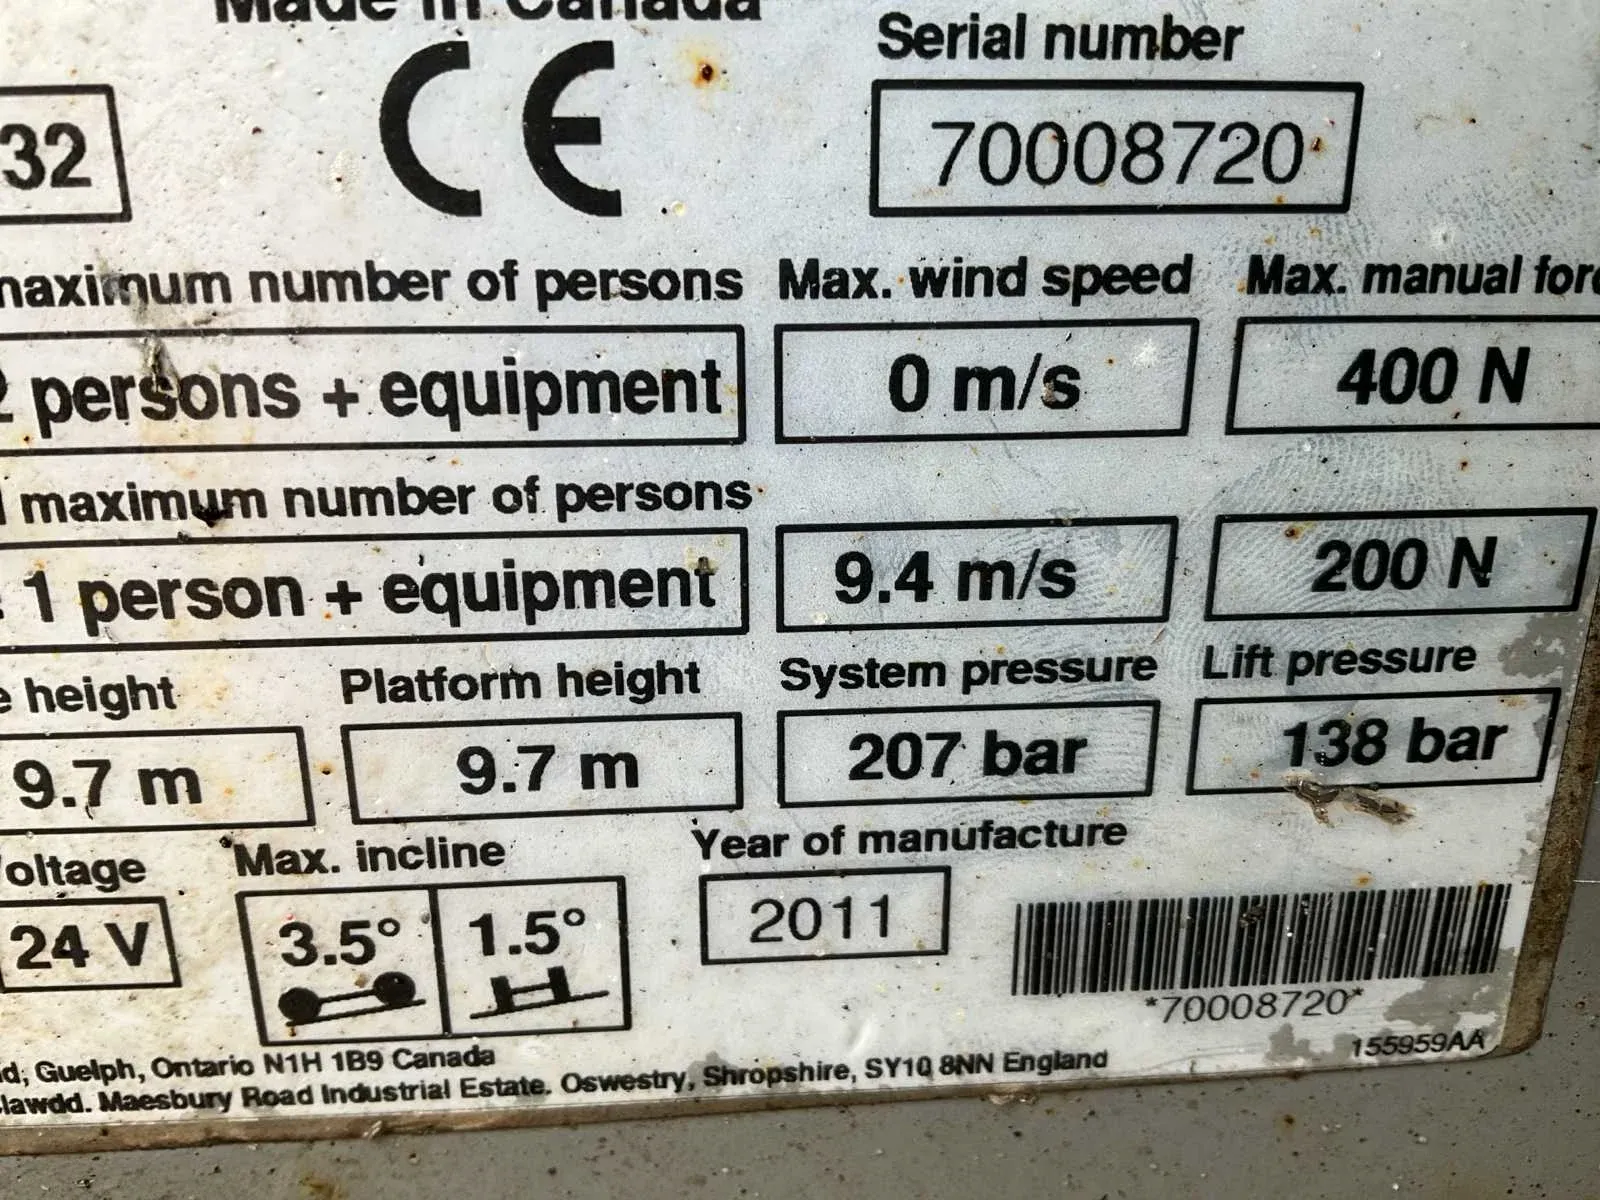 Made in Canada
Serial number
32
CE
70008720
maximum number of persons Max. wind speed Max. manual
2 persons + equipment 0 m/s 400 N
maximum number of persons
1 person + equipment 9.4 m/s 200 N
height Platform height System pressure Lift pressure
9.7 m 9.7 m 207 bar 138 bar
oltage Max. incline Year of manufacture
24 V 3.5° 1.5° 2011
*70008720*
155959AA
Guelph, Ontario N1H 1B9 Canada
lawdd. Maesbury Road Industrial Estate. Oswestry, Shropshire, SY10 8NN England